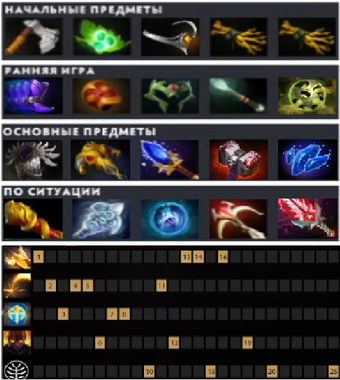 НАЧАЛЬНЫЕ ПРЕДМЕТЫ
РАННЯЯ ИГРА
ОСНОВНЫЕ ПРЕДМЕТЫ
ПО СИТУАЦИИ
1 13 14 16
2 4 5 11
3 7 8
6 12 18
10 15 20 25